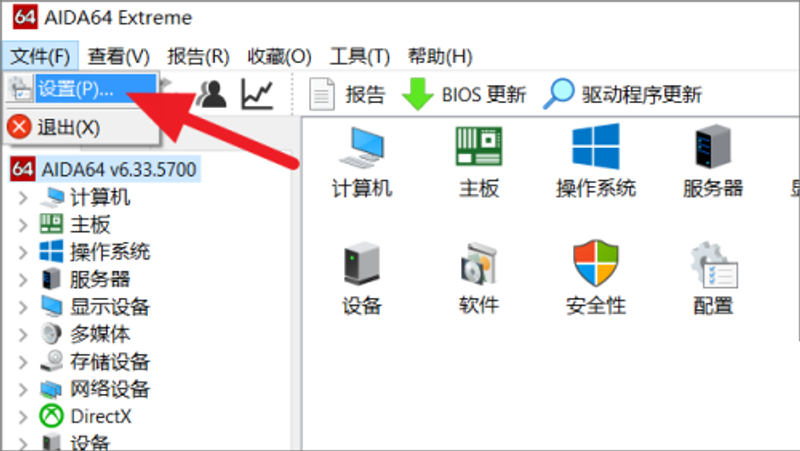 64 AIDA64 Extreme
文件(F) 查看(V) 报告(R) 收藏(O) 工具(T) 帮助(H)
设置(P)...
报告 BIOS 更新 驱动程序更新
退出(X)
64 AIDA64 v6.33.5700
计算机
主板
操作系统
服务器
显示设备
多媒体
存储设备
网络设备
DirectX
设备
计算机 主板 操作系统 服务器
设备 软件 安全性 配置